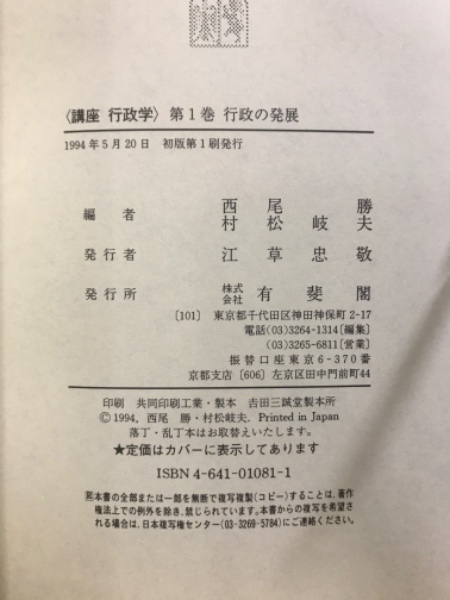 〈講座 行政学〉 第1巻 行政の発展
1994年5月20日 初版第1刷発行
編者 西尾勝
村松岐夫
発行者 江草忠敬
発行所 株式会社 有斐閣
〔101〕 東京都千代田区神田神保町2-17
電話(03)3264-1314〔編集〕
(03)3265-6811〔営業〕
振替口座東京6-370番
京都支店〔606〕左京区田中門前町44
印刷 共同印刷工業・製本 吉田三誠堂製本所
©1994, 西尾 勝・村松岐夫. Printed in Japan
落丁・乱丁本はお取替えいたします。
★定価はカバーに表示してあります
ISBN4-641-01081-1
本書の全部または一部を無断で複写複製(コピー)することは、著作
権法上での例外を除き、禁じられています。本書からの複写を希望さ
れる場合は、日本複写権センター(03-3269-5784)にご連絡ください。